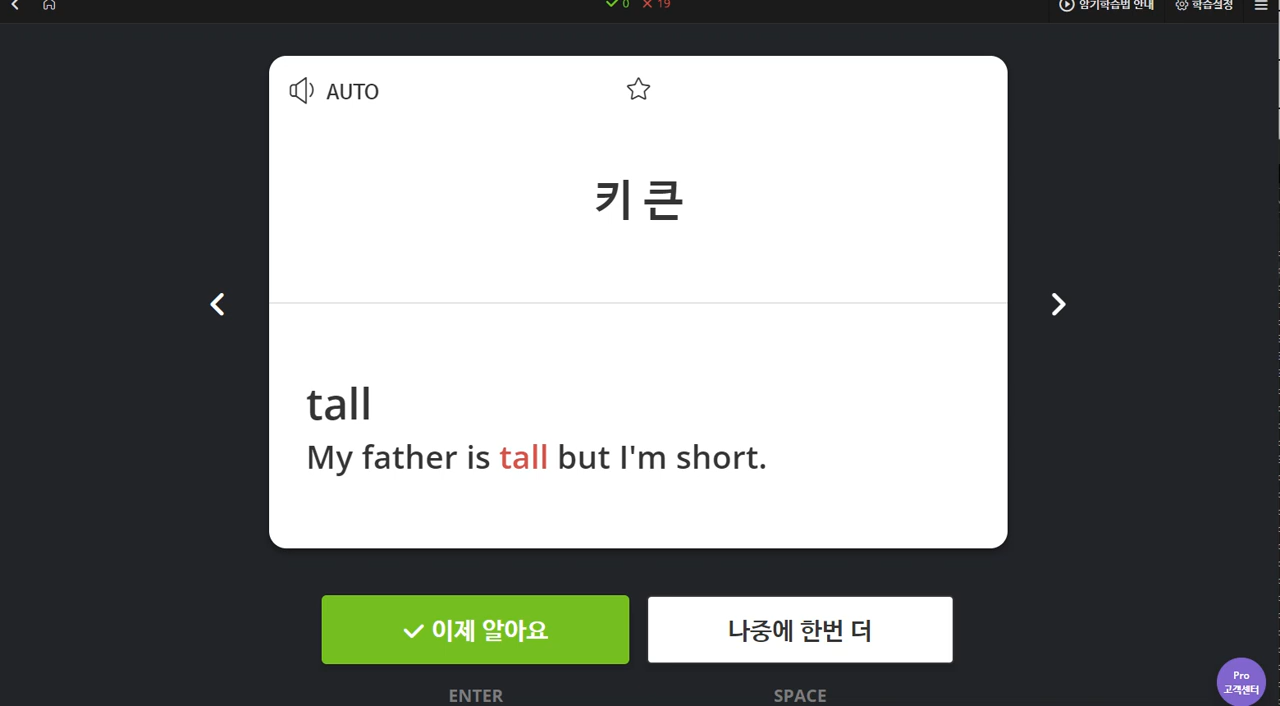 0 19 암기학습법 안내 학습설정
AUTO
키 큰
tall
My father is tall but I'm short.
이제 알아요 나중에 한번 더
ENTER SPACE
Pro
고객센터